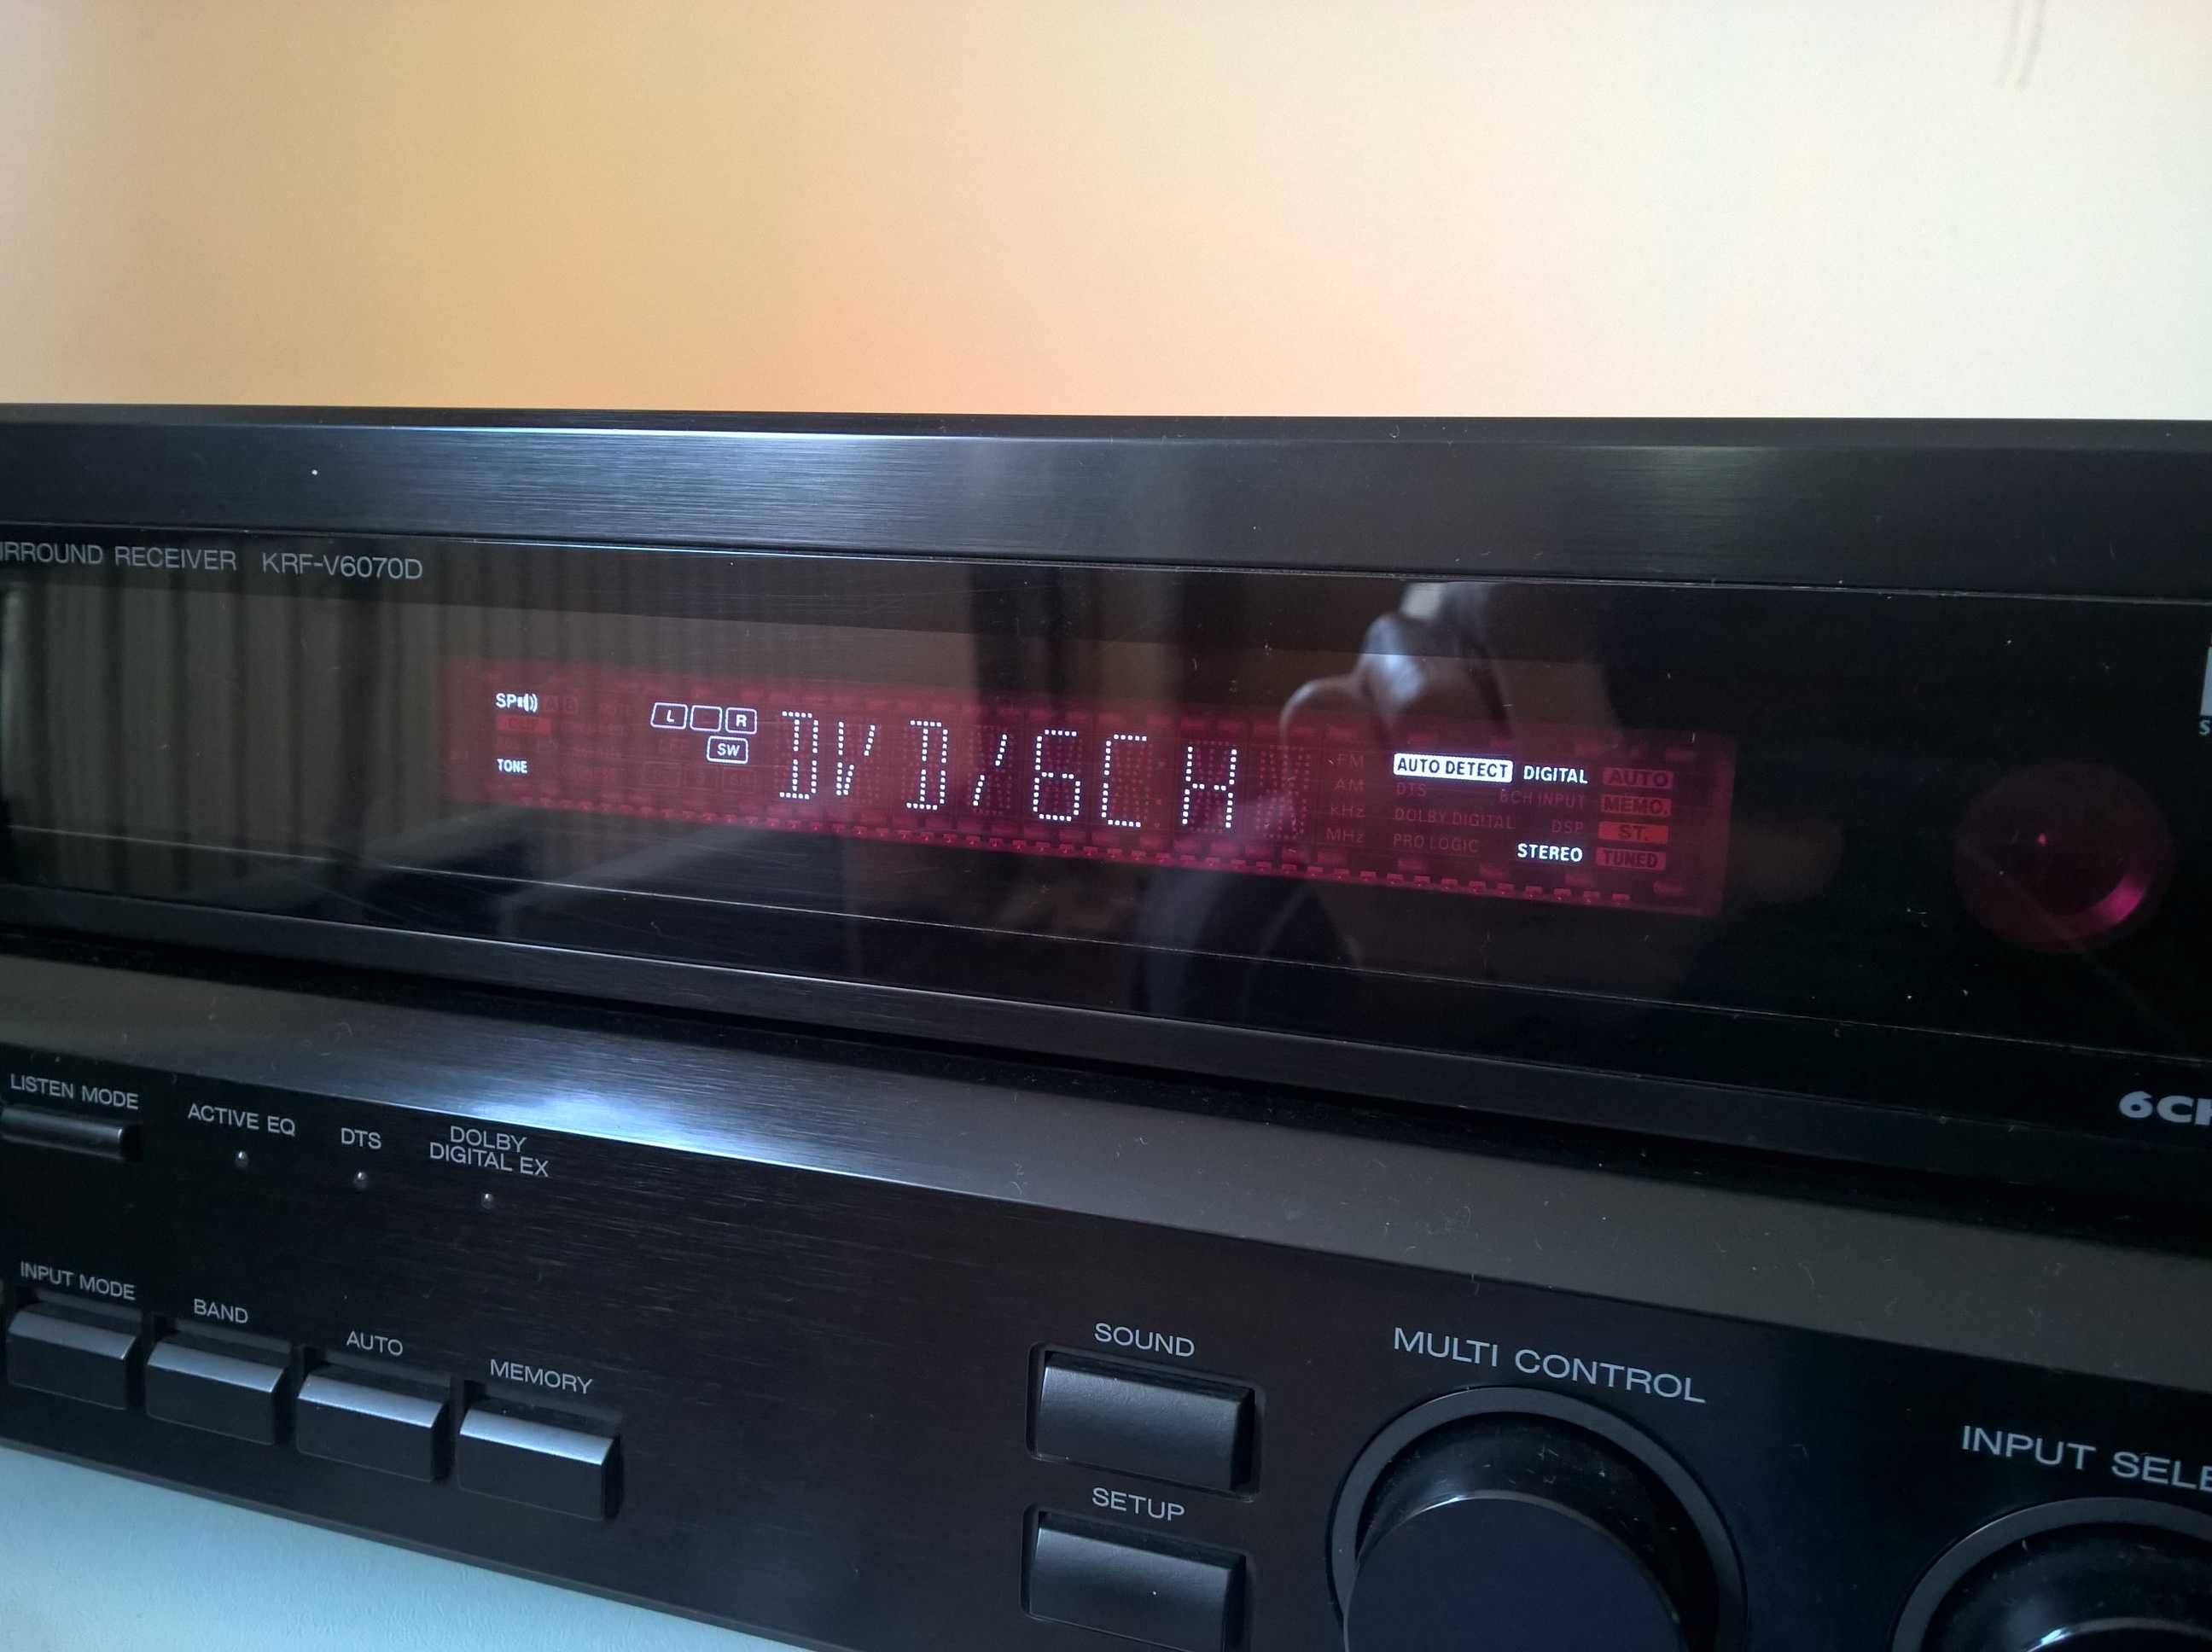 RROUND RECEIVER KRF-V6070D
SP
L R
SW
TONE
DVD/6CH
FM
AM
KHz
MHz
AUTO DETECT DIGITAL AUTO
DTS 6CH INPUT MEMO.
DOLBY DIGITAL DSP ST.
PRO LOGIC STEREO TUNED
6CH
LISTEN MODE
ACTIVE EQ
DTS
DOLBY
DIGITAL EX
INPUT MODE
BAND
AUTO
MEMORY
SOUND
SETUP
MULTI CONTROL
INPUT SELE